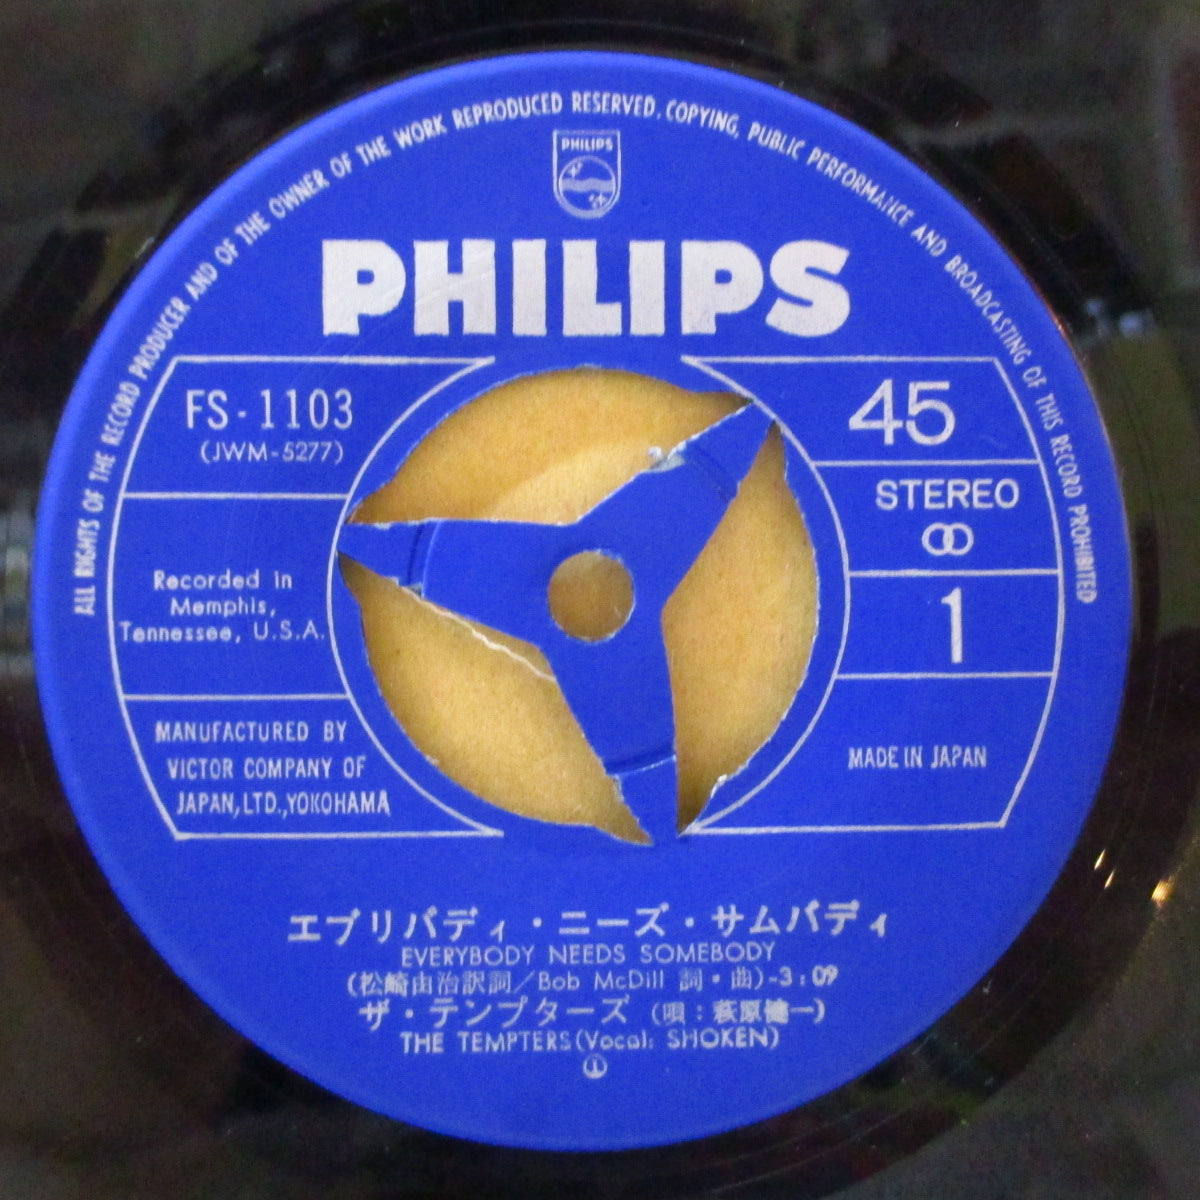 ALL RIGHTS OF THE RECORD PRODUCER AND OF THE OWNER OF THE WORK REPRODUCED RESERVED. COPYING, PUBLIC PERFORMANCE AND BROADCASTING OF THIS RECORD PROHIBITED
PHILIPS
PHILIPS
FS-1103
(JWM-5277)
45
STEREO
1
Recorded in
Memphis,
Tennessee, U.S.A.
MANUFACTURED BY
VICTOR COMPANY OF
JAPAN, LTD., YOKOHAMA
MADE IN JAPAN
エブリバディ・ニーズ・サムバディ
EVERYBODY NEEDS SOMEBODY
(松崎由治訳詞/Bob McDill 詞・曲)-3:09
ザ・テンプターズ (唄:萩原健一)
THE TEMPTERS(Vocal: SHOKEN)
Ⓘ